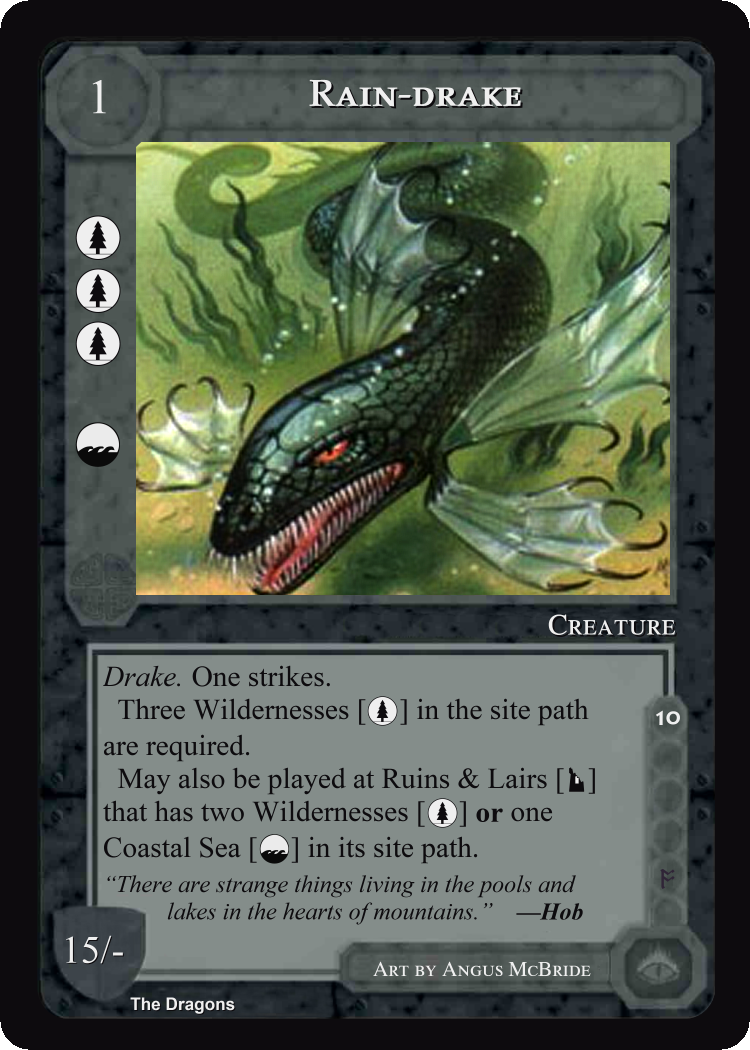 1
RAIN-DRAKE
CREATURE
Drake. One strikes.
Three Wildernesses [ ] in the site path
are required.
May also be played at Ruins & Lairs [ ]
that has two Wildernesses [ ] or one
Coastal Sea [ ] in its site path.
“There are strange things living in the pools and
lakes in the hearts of mountains.” —Hob
10
15/-
ART BY ANGUS MCBRIDE
The Dragons